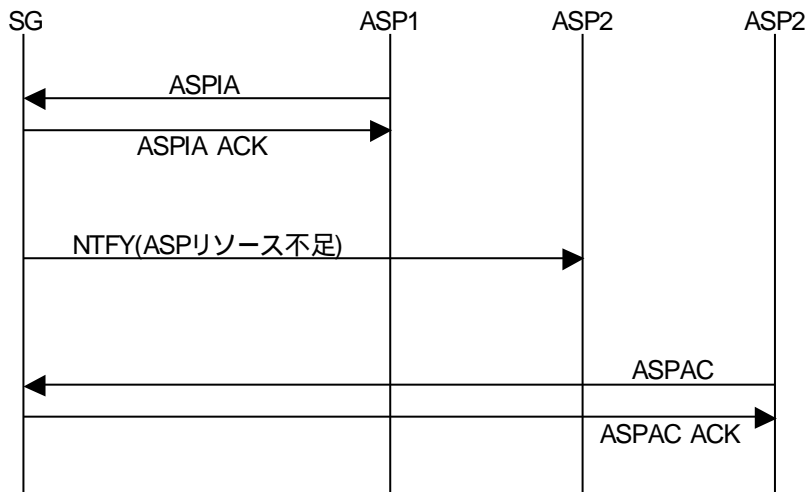 SG ASP1 ASP2 ASP2
ASPIA
ASPIA ACK
NTFY(ASPリソース不足)
ASPAC
ASPAC ACK